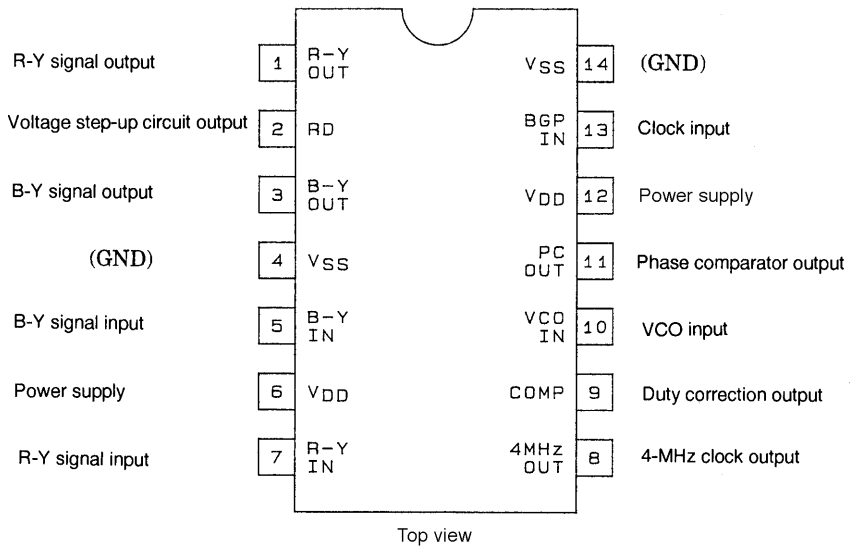 R-Y signal output 1 R-Y OUT VSS 14 (GND)
Voltage step-up circuit output 2 RD BGP IN 13 Clock input
B-Y signal output 3 B-Y OUT VDD 12 Power supply
(GND) 4 VSS PC OUT 11 Phase comparator output
B-Y signal input 5 B-Y IN VCO IN 10 VCO input
Power supply 6 VDD COMP 9 Duty correction output
R-Y signal input 7 R-Y IN 4MHz OUT 8 4-MHz clock output
Top view